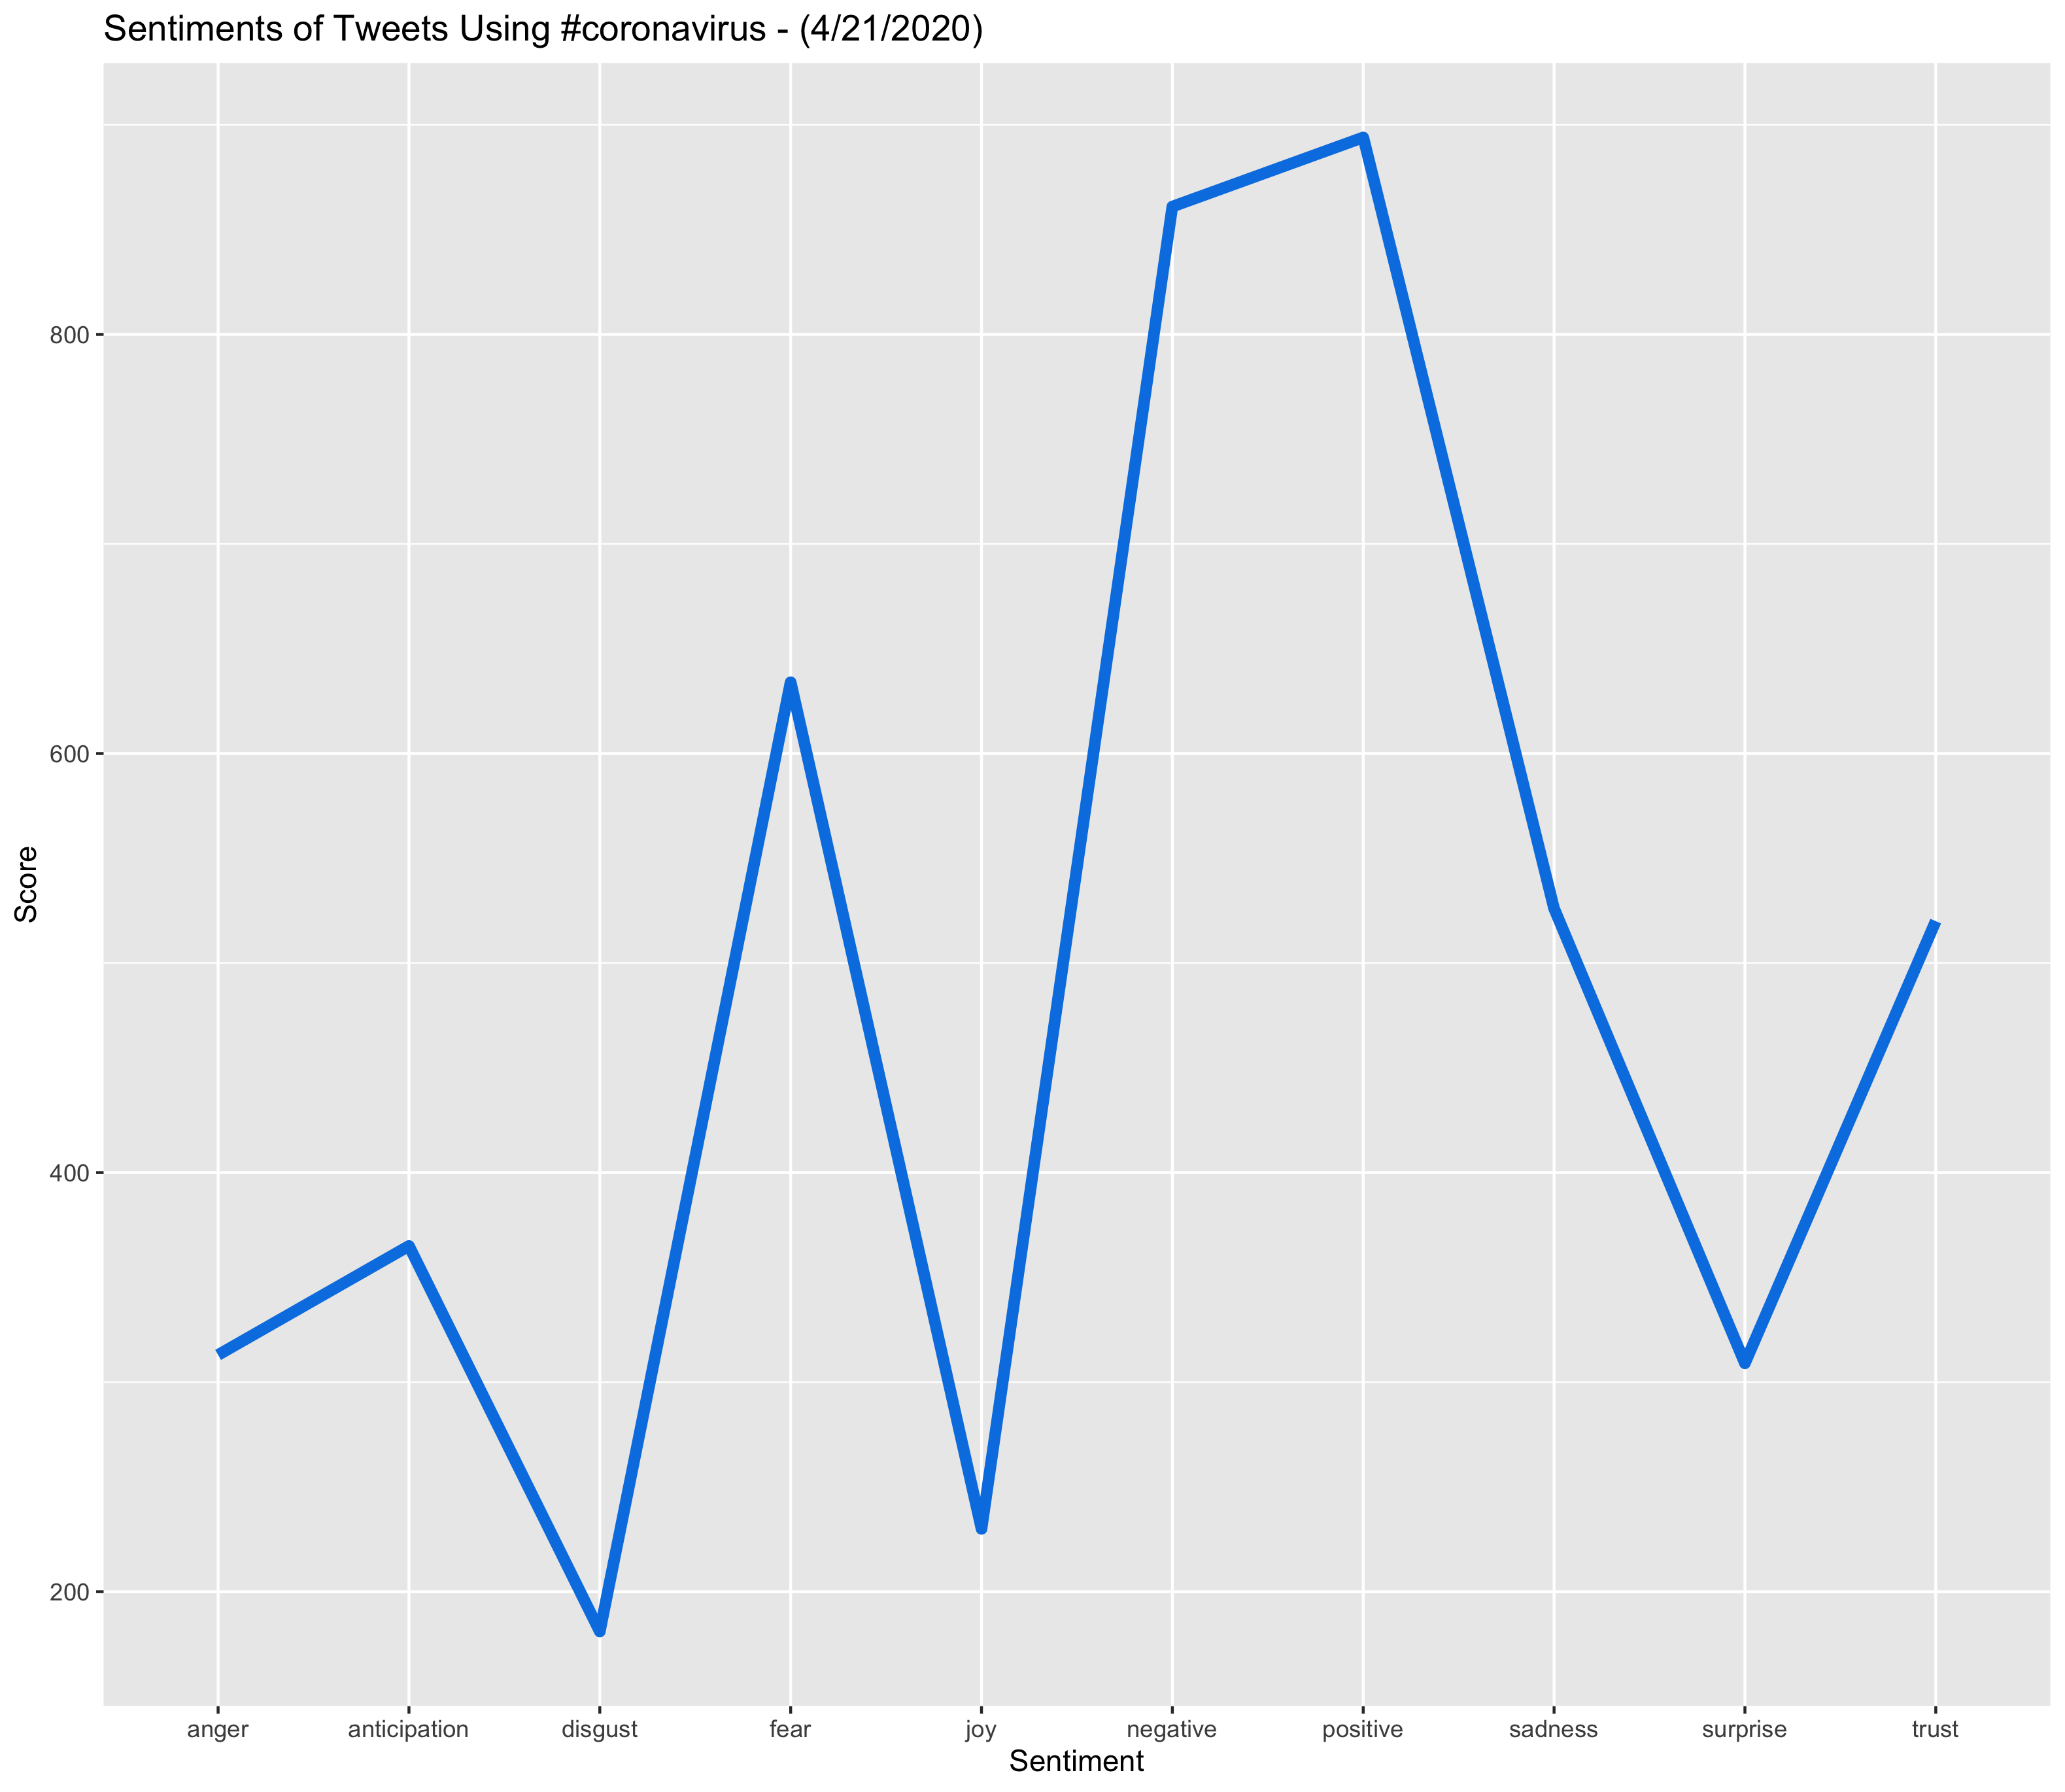 Sentiments of Tweets Using #coronavirus - (4/21/2020)
800
600
400
200
Score
anger anticipation disgust fear joy negative positive sadness surprise trust
Sentiment